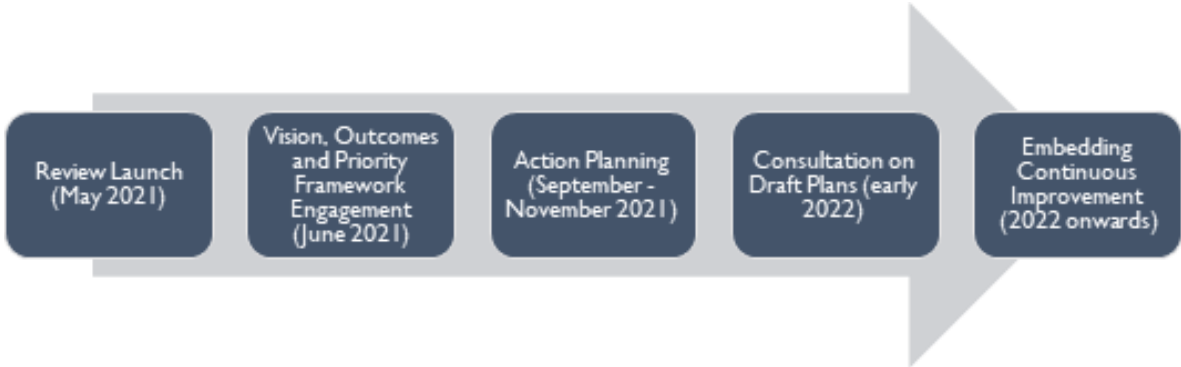 Review Launch
(May 2021)
Vision, Outcomes
and Priority
Framework
Engagement
(June 2021)
Action Planning
(September -
November 2021)
Consultation on
Draft Plans (early
2022)
Embedding
Continuous
Improvement
(2022 onwards)